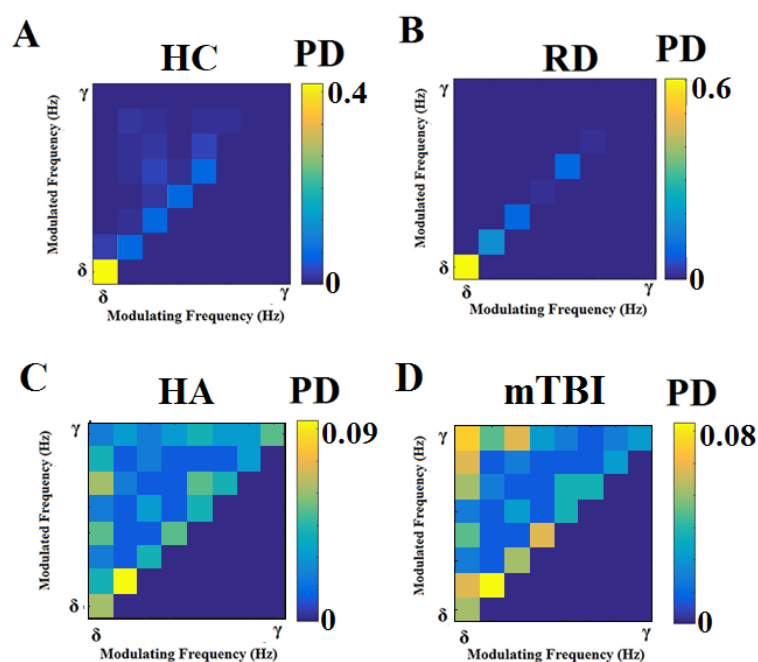 A
HC
PD
γ
0.4
Modulated Frequency (Hz)
δ
0
δ
γ
Modulating Frequency (Hz)
B
RD
PD
γ
0.6
Modulated Frequency (Hz)
δ
0
δ
γ
Modulating Frequency (Hz)
C
HA
PD
γ
0.09
Modulated Frequency (Hz)
δ
0
δ
γ
Modulating Frequency (Hz)
D
mTBI
PD
γ
0.08
Modulated Frequency (Hz)
δ
0
δ
γ
Modulating Frequency (Hz)